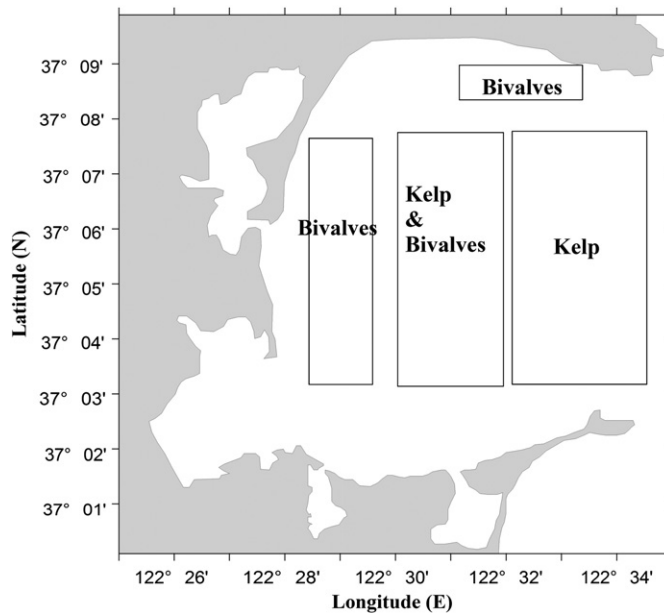 37° 09'
37° 08'
37° 07'
37° 06'
37° 05'
37° 04'
37° 03'
37° 02'
37° 01'
Latitude (N)
Bivalves
Bivalves
Kelp
&
Bivalves
Kelp
122° 26'
122° 28'
122° 30'
122° 32'
122° 34'
Longitude (E)